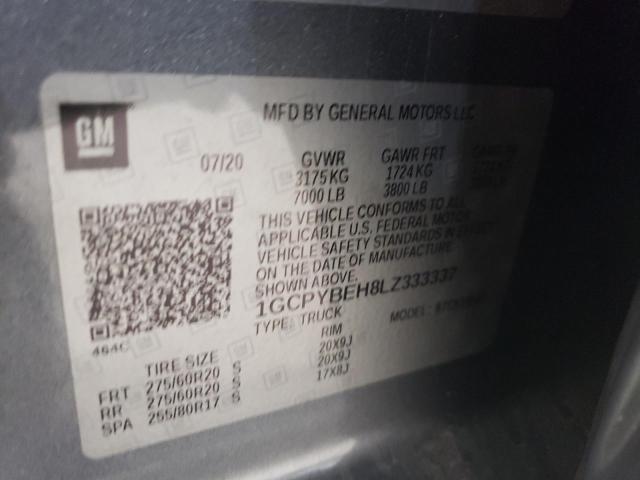 GM
MFD BY GENERAL MOTORS LLC
07/20 GVWR GAWR FRT
3175 KG 1724 KG
7000 LB 3800 LB
THIS VEHICLE CONFORMS TO ALL
APPLICABLE U.S. FEDERAL MOTOR
VEHICLE SAFETY STANDARDS IN EFFECT
ON THE DATE OF MANUFACTURE
SHOWN ABOVE.
1GCPYBEH8LZ333337
TYPE: TRUCK MODEL:
464C
TIRE SIZE RIM
FRT 275/60R20 S 20X9J
RR 275/60R20 S 20X9J
SPA 255/80R17 S 17X8J